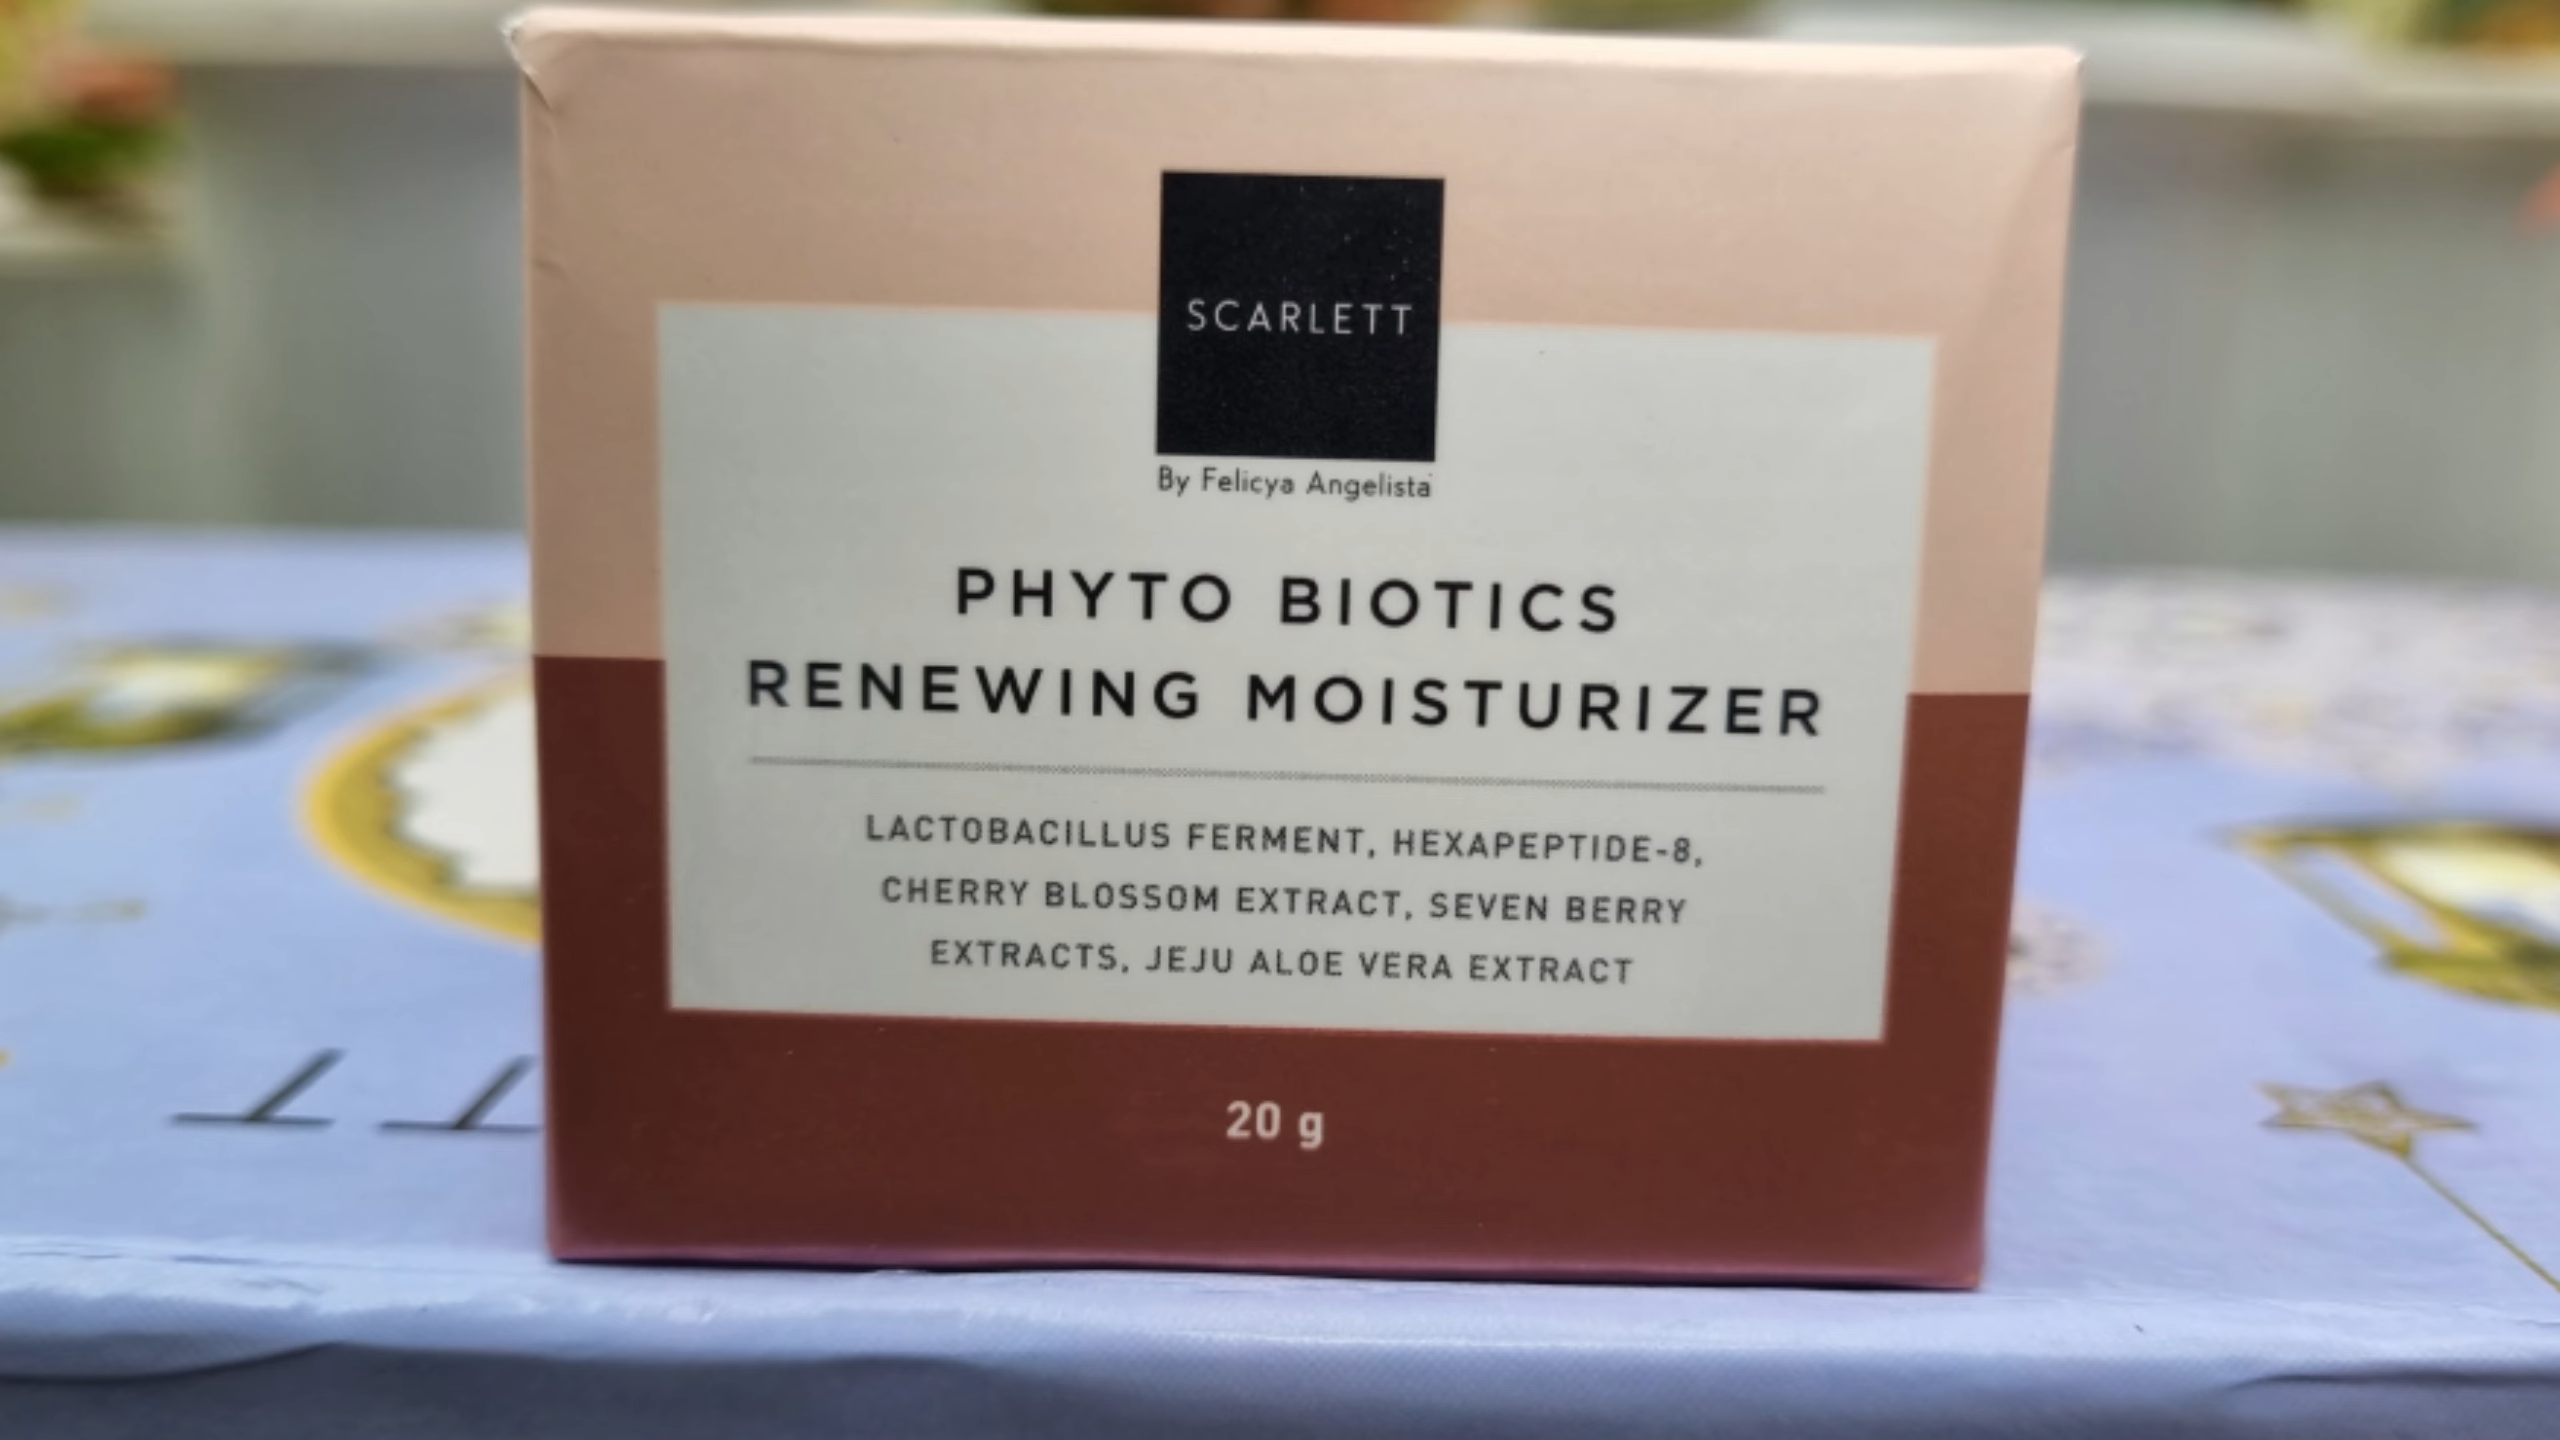 SCARLETT
By Felicya Angelista
PHYTO BIOTICS
RENEWING MOISTURIZER
LACTOBACILLUS FERMENT, HEXAPEPTIDE-8,
CHERRY BLOSSOM EXTRACT, SEVEN BERRY
EXTRACTS, JEJU ALOE VERA EXTRACT
20 g